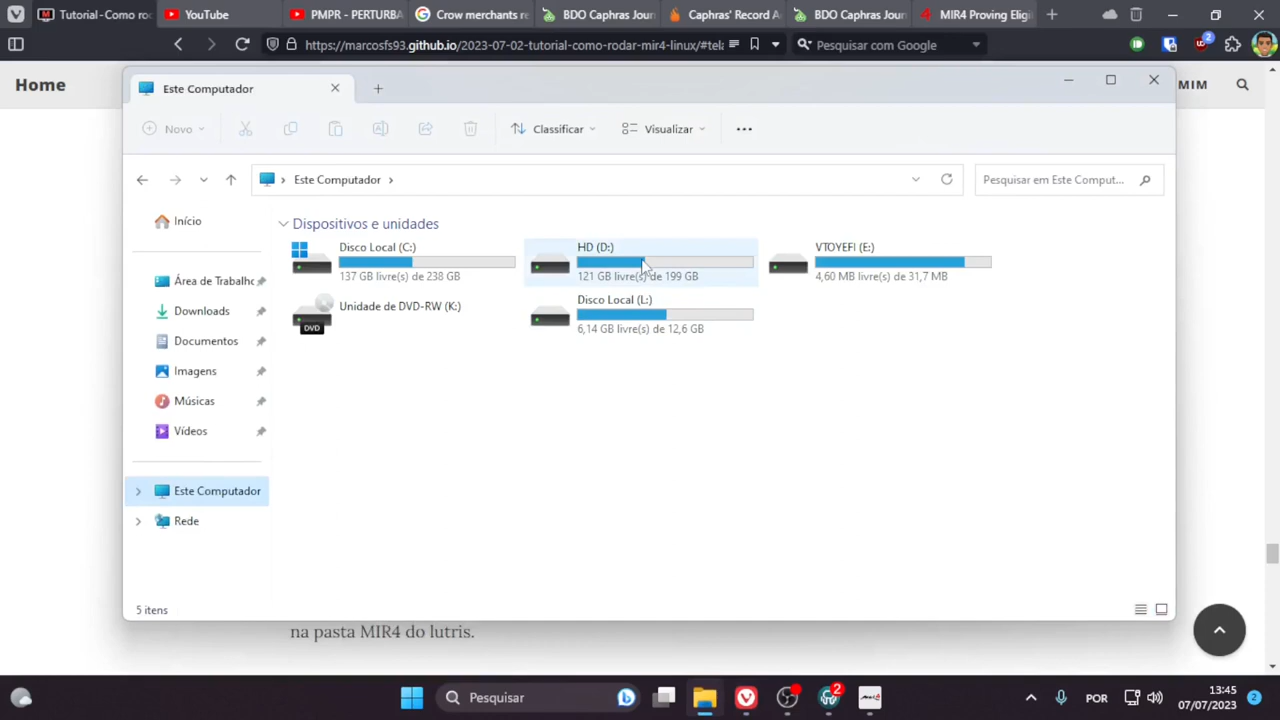 Tutorial - Como ro
YouTube
PMPR - PERTURBA
Crow merchants re
BDO Caphras Jour
Caphras' Record A
BDO Caphras Jour
MIR4 Proving Eligi
https://marcosfs93.github.io/2023-07-02-tutorial-como-rodar-mir4-linux/#tela
Pesquisar com Google
2
Home
MIM
Este Computador
Novo
Classificar
Visualizar
Este Computador
Pesquisar em Este Comput...
Início
Área de Trabalho
Downloads
Documentos
Imagens
Músicas
Vídeos
Este Computador
Rede
Dispositivos e unidades
Disco Local (C:)
137 GB livre(s) de 238 GB
HD (D:)
121 GB livre(s) de 199 GB
VTOYEFI (E:)
4,60 MB livre(s) de 31,7 MB
Unidade de DVD-RW (K:)
DVD
Disco Local (L:)
6,14 GB livre(s) de 12,6 GB
5 itens
na pasta MIR4 do lutris.
Pesquisar
2
POR
13:45
07/07/2023
2